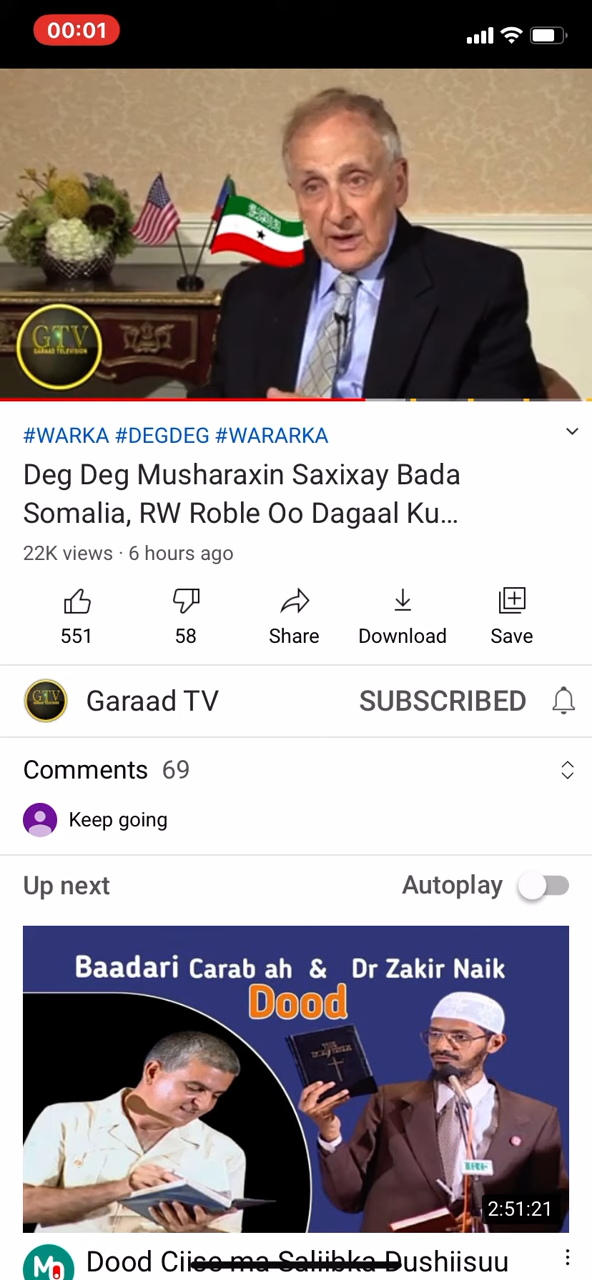 00:01
GTV
GARAAD TELEVISION
#WARKA #DEGDEG #WARARKA
Deg Deg Musharaxin Saxixay Bada
Somalia, RW Roble Oo Dagaal Ku...
22K views · 6 hours ago
551
58
Share
Download
Save
GTV
Garaad TV
SUBSCRIBED
Comments 69
Keep going
Up next
Autoplay
Baadari Carab ah & Dr Zakir Naik
Dood
2:51:21
Dood Ciise ma Saliibka Dushiisuu